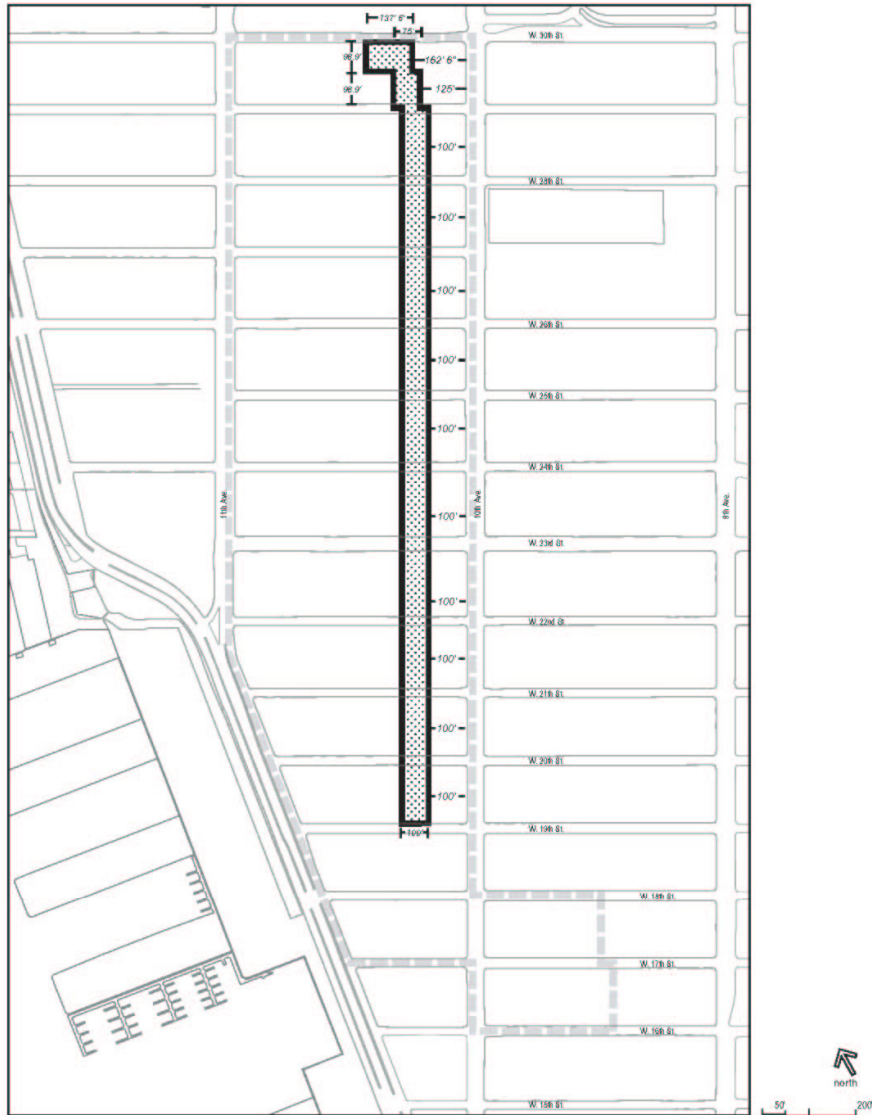 137' 6"
75'
W. 30th St.
98.9'
162' 6"
98.9'
125'
100'
W. 28th St.
100'
100'
W. 26th St.
100'
W. 25th St.
100'
W. 24th St.
11th Ave.
10th Ave.
9th Ave.
100'
W. 23rd St.
100'
W. 22nd St.
100'
W. 21th St.
100'
W. 20th St.
100'
100'
W. 19th St.
W. 18th St.
W. 17th St.
W. 16th St.
north
W. 15th St.
50'
200'